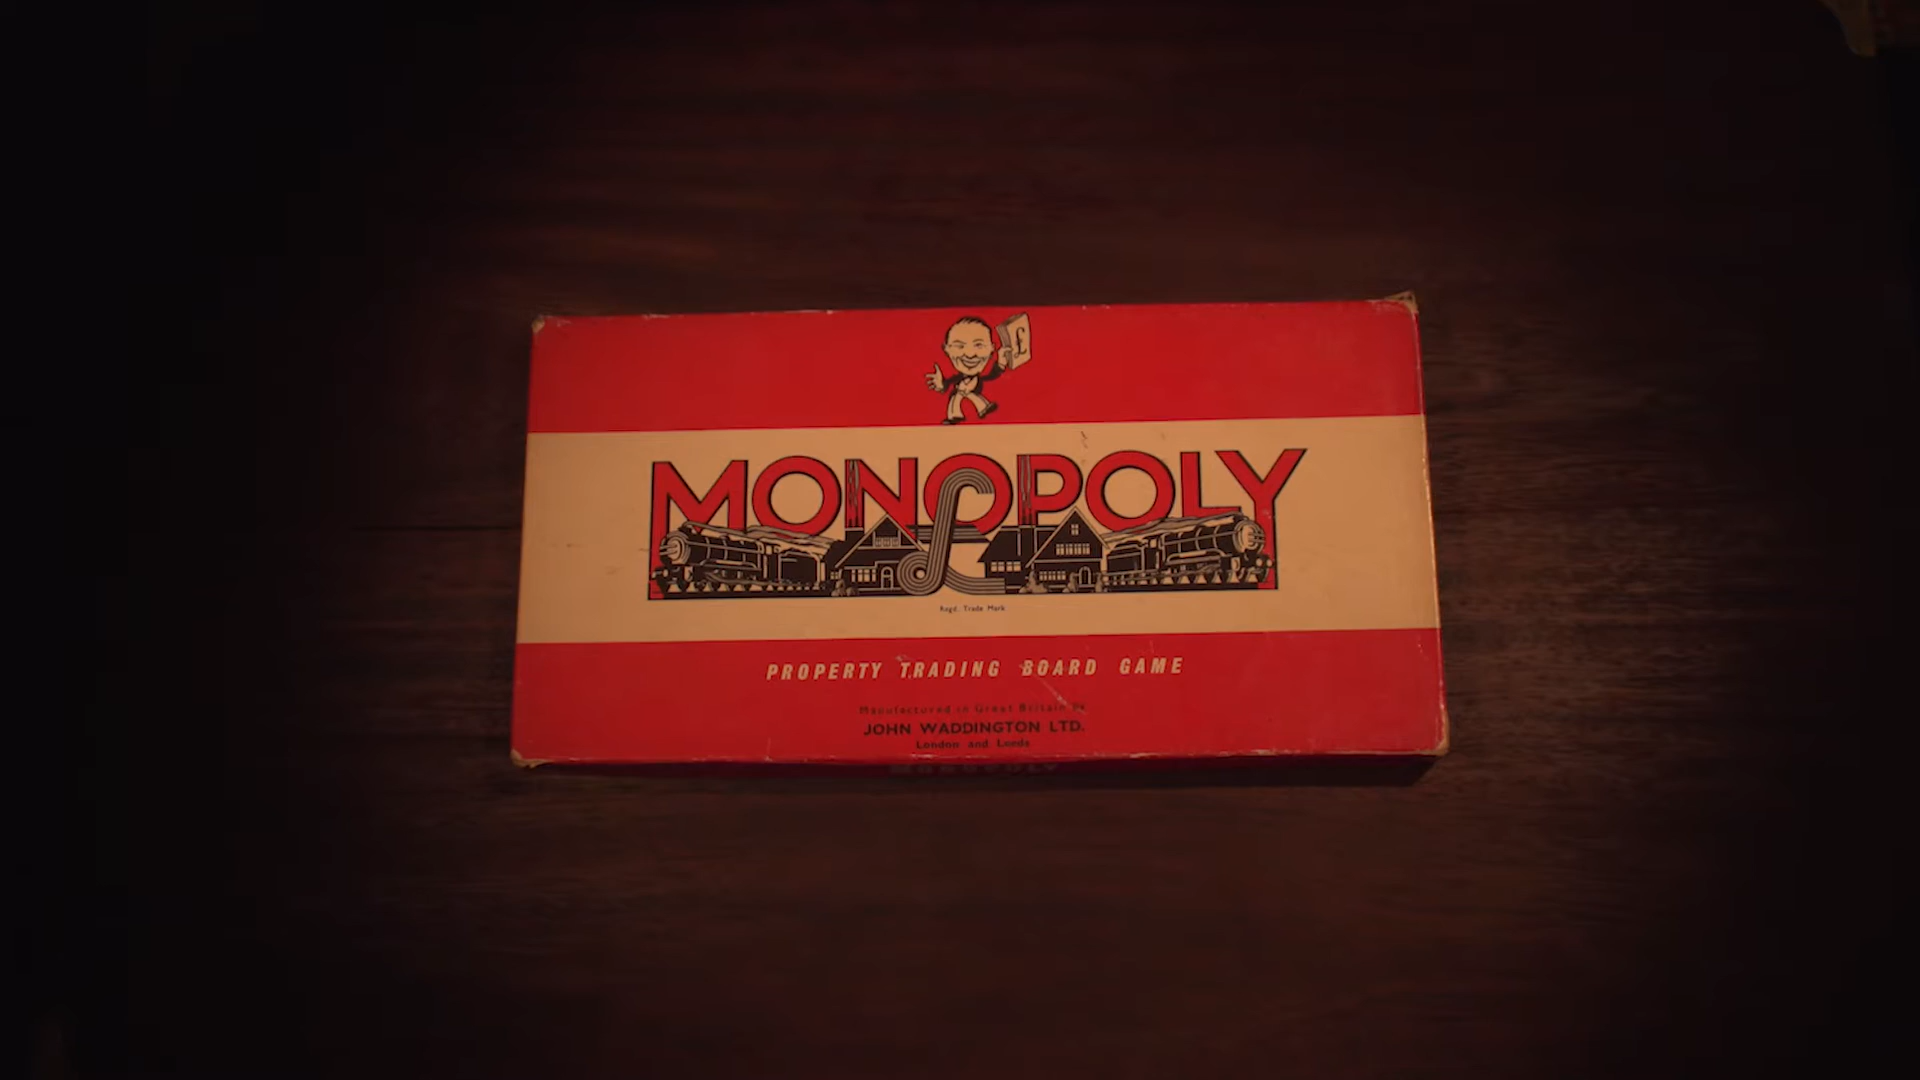 £
MONOPOLY
£
Regd. Trade Mark
PROPERTY TRADING BOARD GAME
Manufactured in Great Britain by
JOHN WADDINGTON LTD.
London and Leeds
MONOPOLY